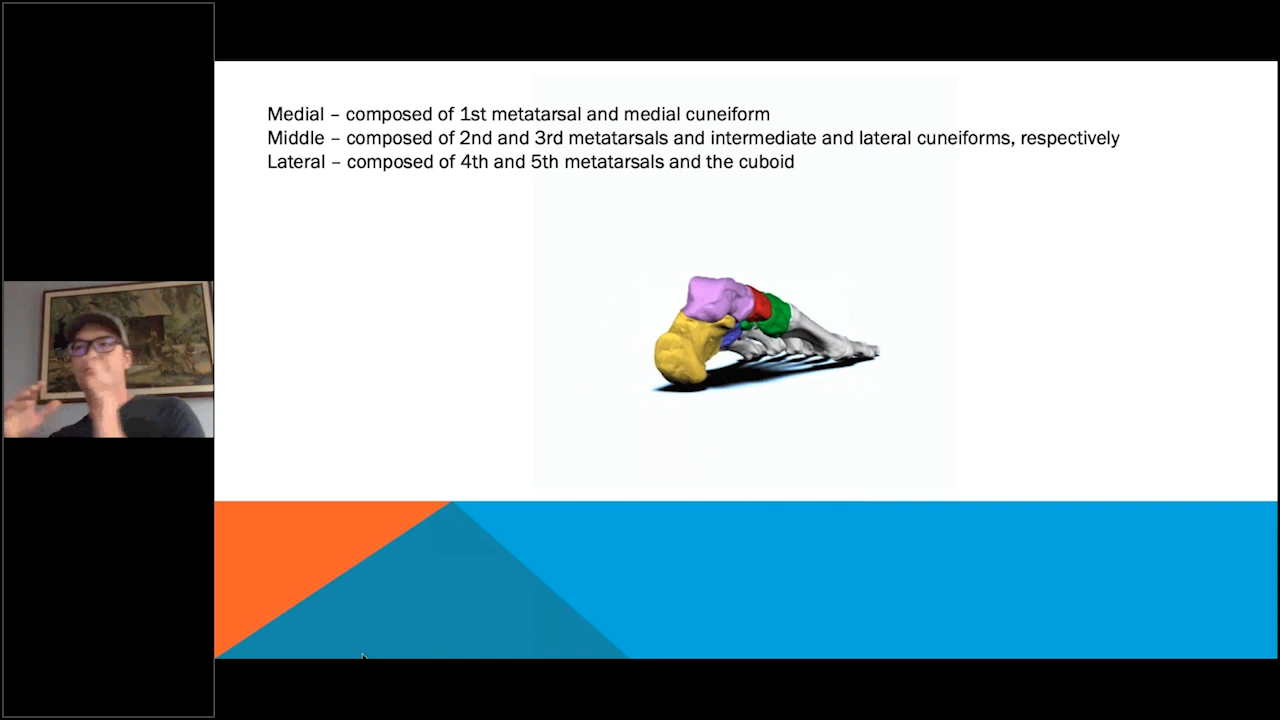 Medial – composed of 1st metatarsal and medial cuneiform
Middle – composed of 2nd and 3rd metatarsals and intermediate and lateral cuneiforms, respectively
Lateral – composed of 4th and 5th metatarsals and the cuboid